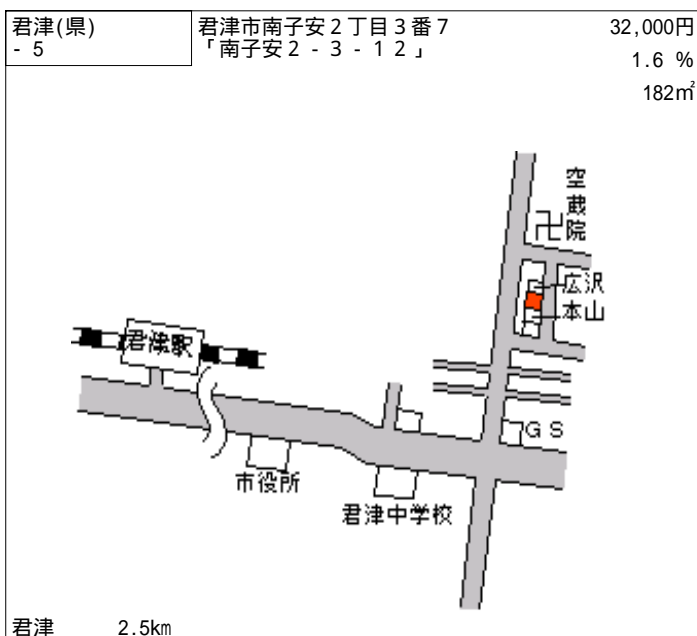 君津(県)
- 5
君津市南子安２丁目３番７
「南子安２-３-１２」
32,000円
1.6 %
182㎡
空蔵院
広沢
本山
君津駅
ＧＳ
市役所
君津中学校
君津 2.5km